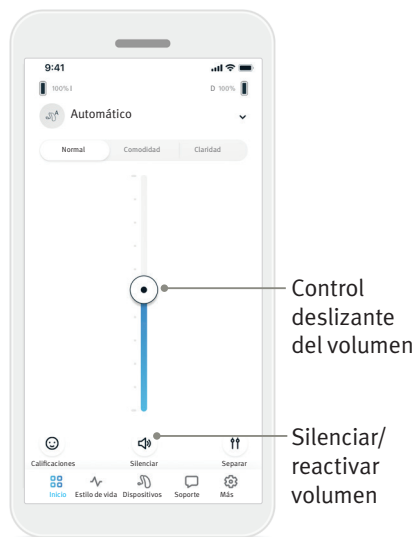 9:41
100% I
D 100%
Automático
Normal Comodidad Claridad
Control
deslizante
del volumen
Silenciar/
reactivar
volumen
Calificaciones Silenciar Separar
Inicio Estilo de vida Dispositivos Soporte Más